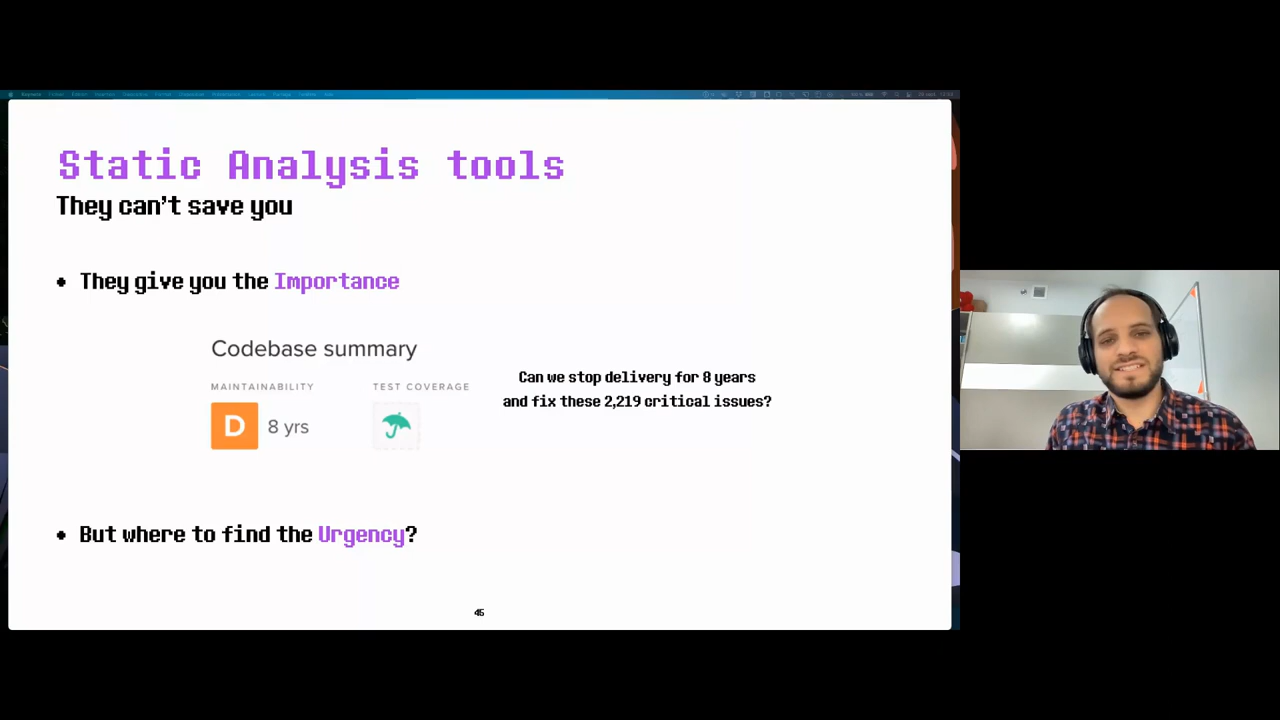 Static Analysis tools
They can't save you
• They give you the Importance
Codebase summary
MAINTAINABILITY TEST COVERAGE
D 8 yrs
Can we stop delivery for 8 years
and fix these 2,219 critical issues?
• But where to find the Urgency?
45